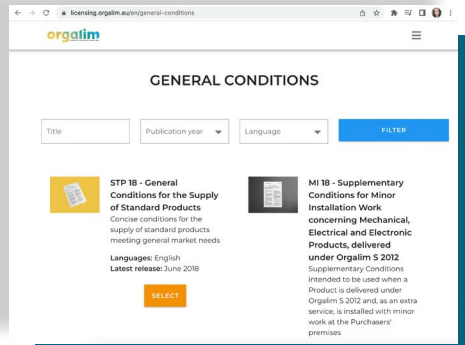 licensing.orgalim.eu/en/general-conditions
orgalim
GENERAL CONDITIONS
Title
Publication year
Language
FILTER
STP 18 - General
Conditions for the Supply
of Standard Products
Concise conditions for the
supply of standard products
meeting general market needs
Languages: English
Latest release: June 2018
SELECT
MI 18 - Supplementary
Conditions for Minor
Installation Work
concerning Mechanical,
Electrical and Electronic
Products, delivered
under Orgalim S 2012
Supplementary Conditions
intended to be used when a
Product is delivered under
Orgalim S 2012 and, as an extra
service, is installed with minor
work at the Purchasers'
premises